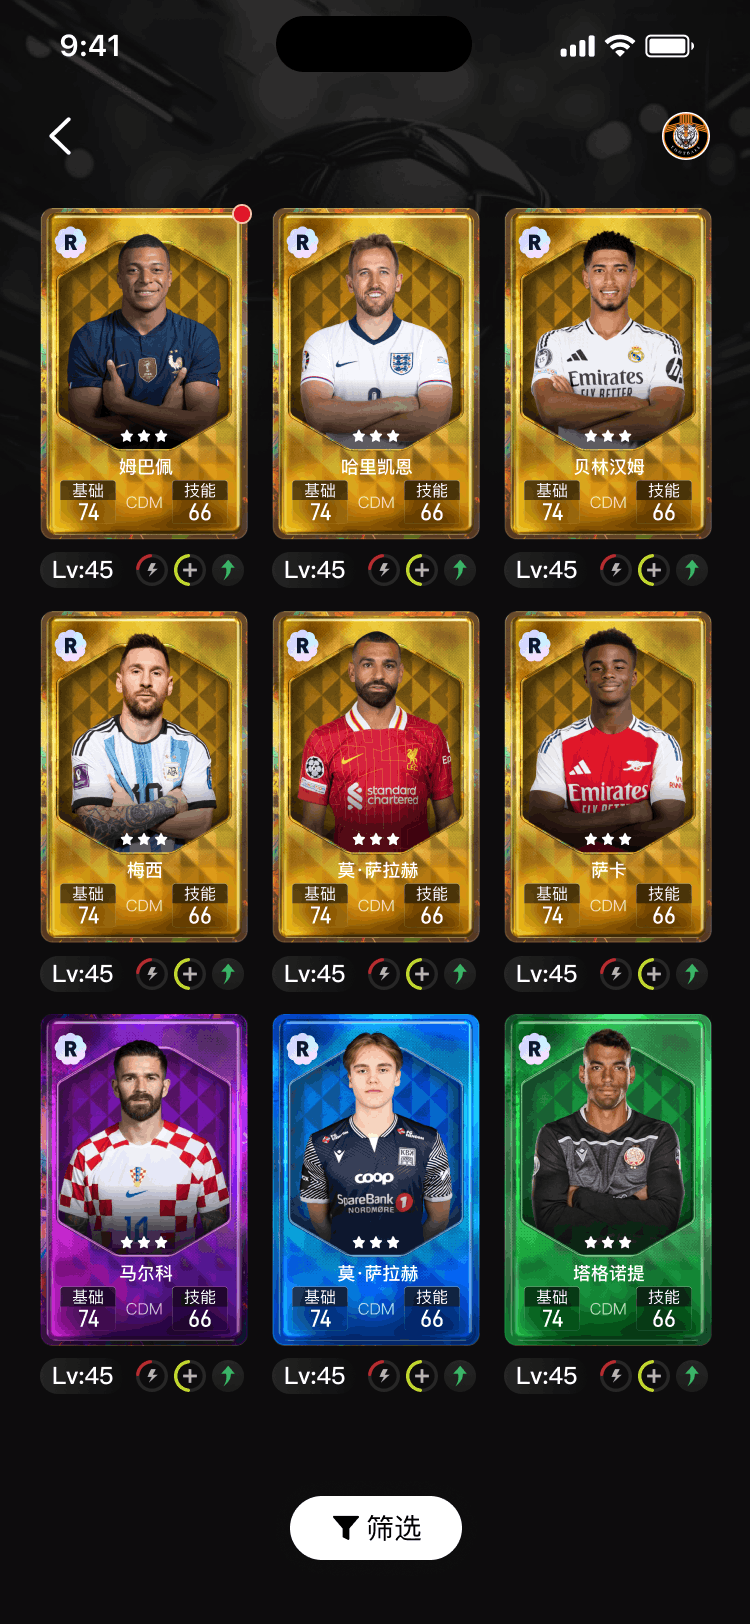 9:41
R
R
R
Emirates
FLY BETTER
姆巴佩
哈里凯恩
贝林汉姆
基础 CDM 技能
74 66
基础 CDM 技能
74 66
基础 CDM 技能
74 66
Lv:45
Lv:45
Lv:45
R
R
R
standard
chartered
Emirates
FLY BETTER
梅西
莫·萨拉赫
萨卡
基础 CDM 技能
74 66
基础 CDM 技能
74 66
基础 CDM 技能
74 66
Lv:45
Lv:45
Lv:45
R
R
R
coop
SpareBank 1
NORDMØRE
10
马尔科
莫·萨拉赫
塔格诺提
基础 CDM 技能
74 66
基础 CDM 技能
74 66
基础 CDM 技能
74 66
Lv:45
Lv:45
Lv:45
筛选